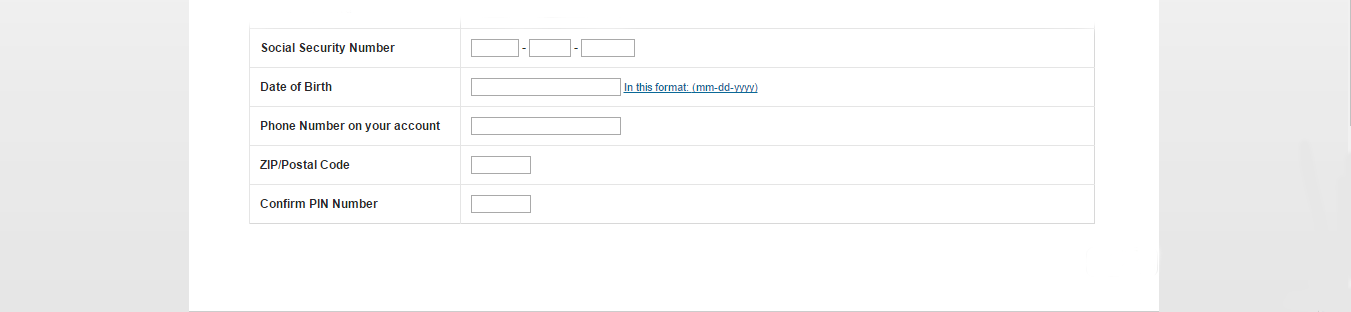 Social Security Number - -
Date of Birth In this format: (mm-dd-yyyy)
Phone Number on your account
ZIP/Postal Code
Confirm PIN Number